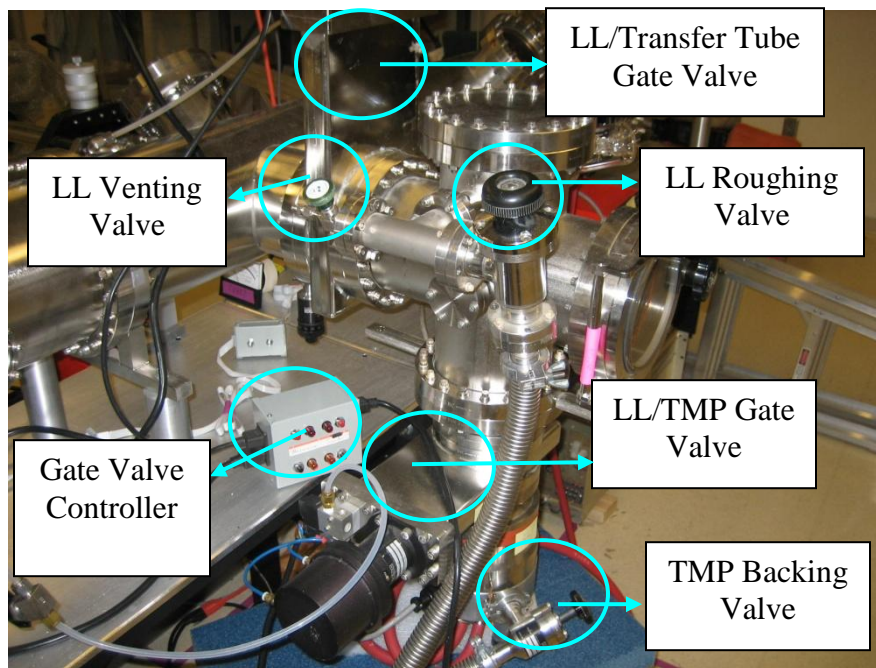 LL/Transfer Tube
Gate Valve
LL Venting
Valve
LL Roughing
Valve
LL/TMP Gate
Valve
Gate Valve
Controller
TMP Backing
Valve